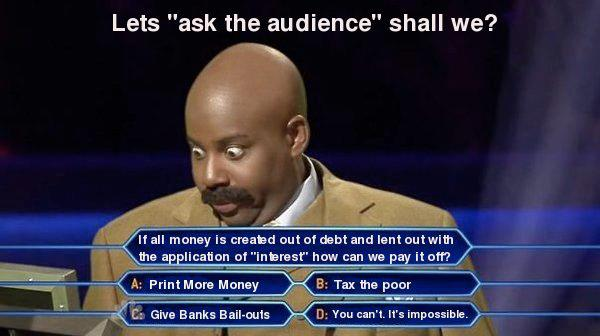 Lets "ask the audience" shall we?
If all money is created out of debt and lent out with
the application of "interest" how can we pay it off?
A: Print More Money
B: Tax the poor
C: Give Banks Bail-outs
D: You can't. It's impossible.